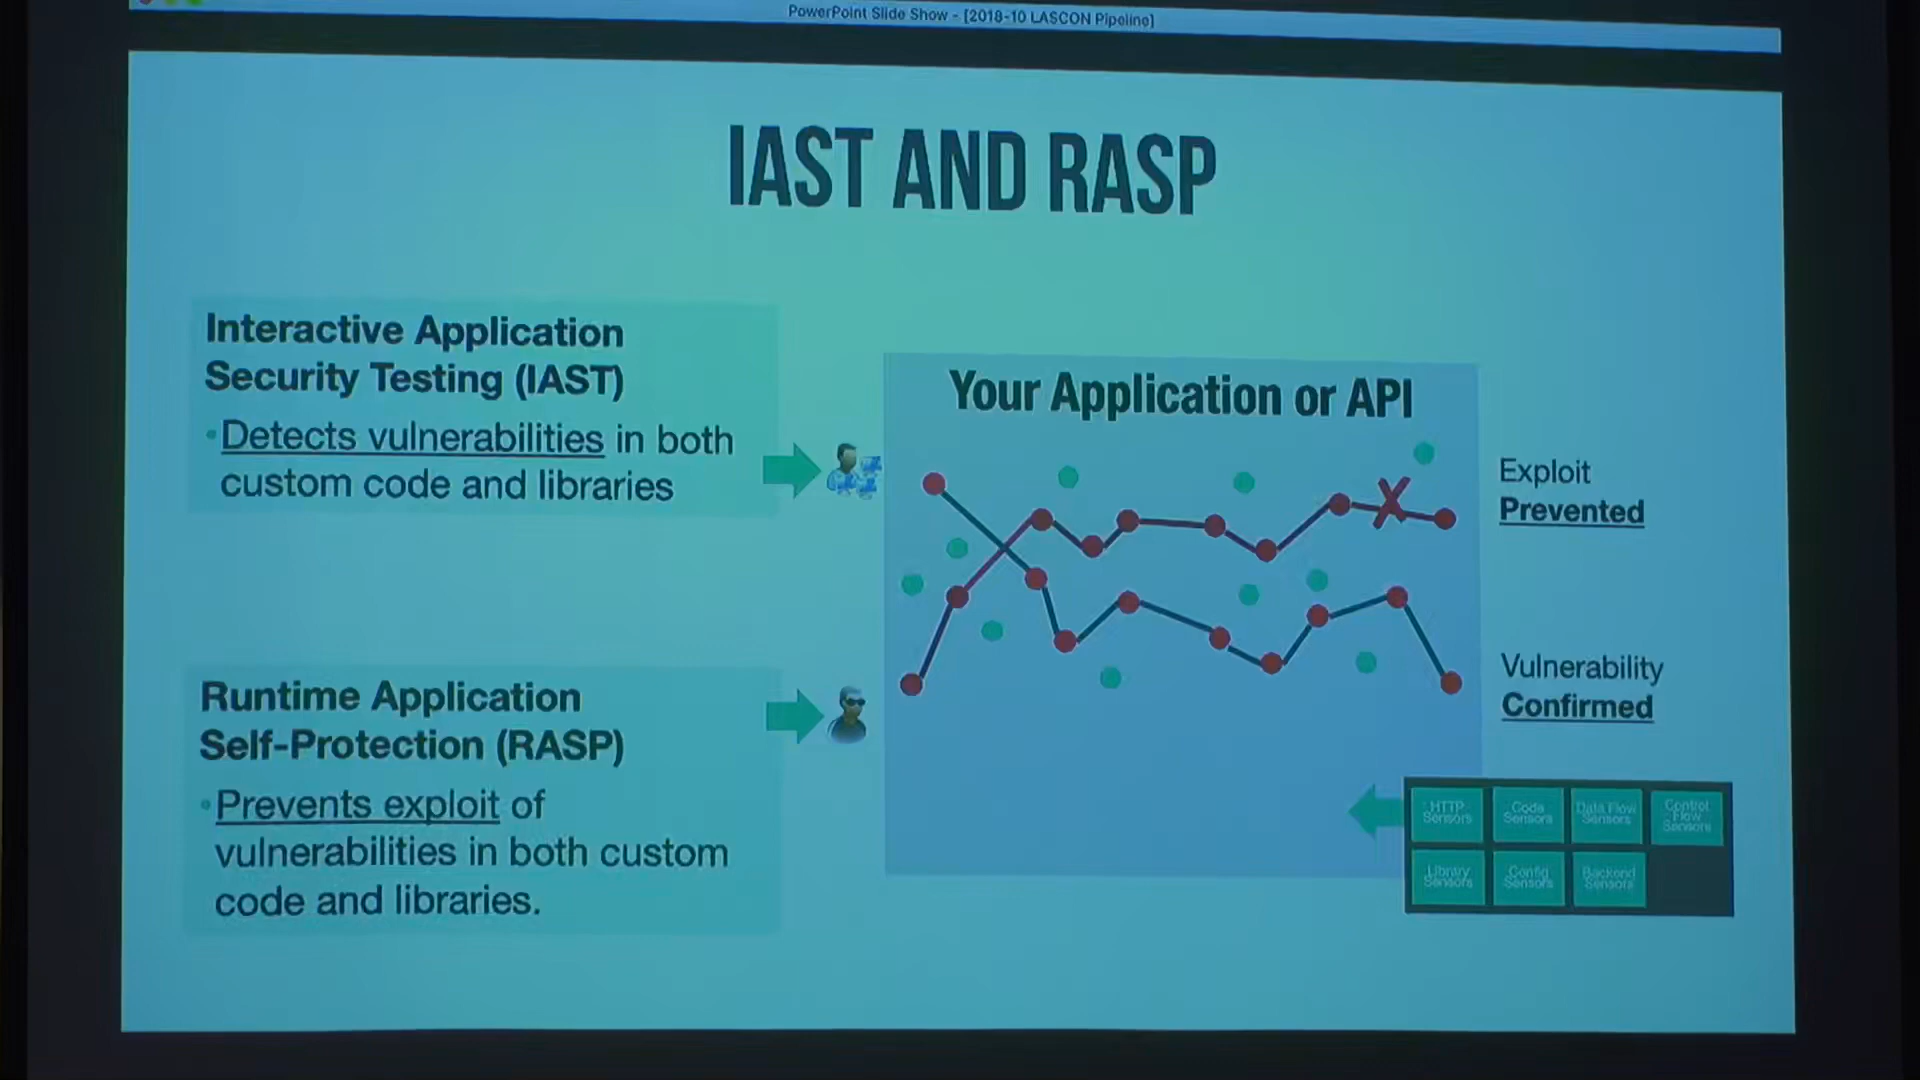 PowerPoint Slide Show - [2018-10 LASCON Pipeline]
IAST AND RASP
Interactive Application
Security Testing (IAST)
•Detects vulnerabilities in both
custom code and libraries
Runtime Application
Self-Protection (RASP)
•Prevents exploit of
vulnerabilities in both custom
code and libraries.
Your Application or API
X
Exploit
Prevented
Vulnerability
Confirmed
HTTP
Sensors
Code
Sensors
Data Flow
Sensors
Control
Flow
Sensors
Library
Sensors
Config
Sensors
Backend
Sensors